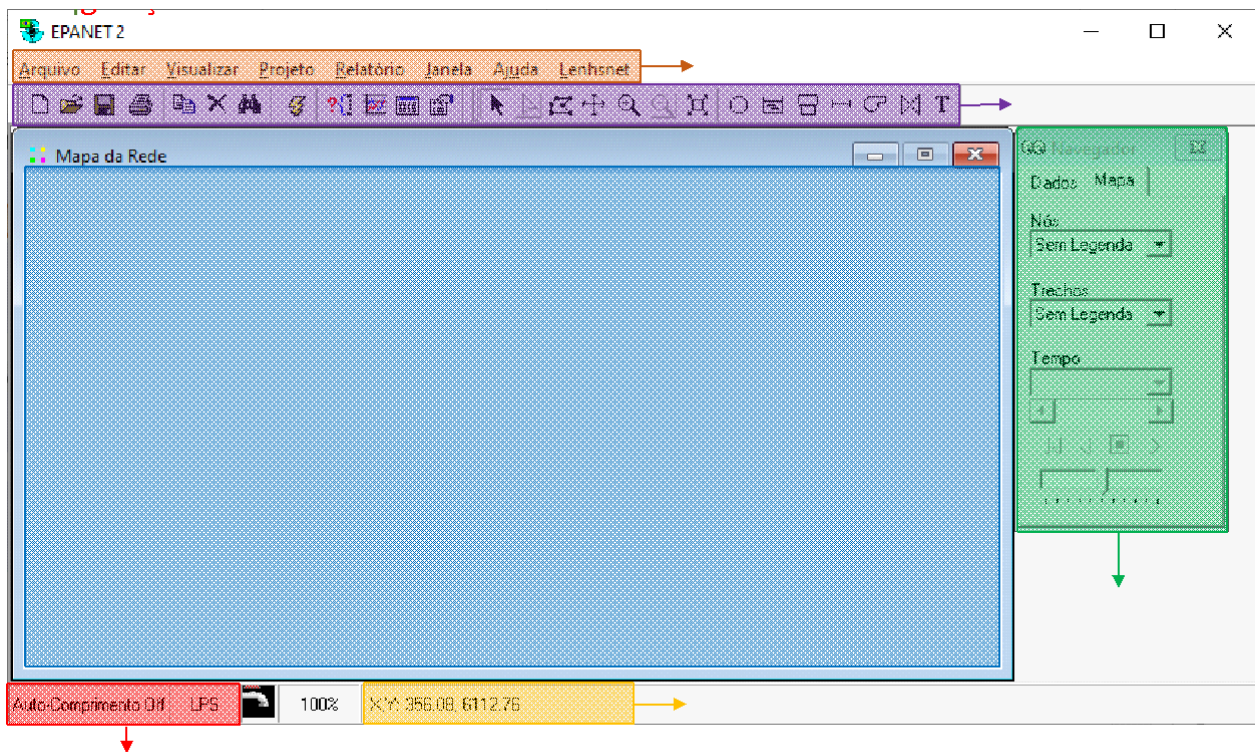 EPANET 2
Arquivo Editar Visualizar Projeto Relatório Janela Ajuda Lenhsnet
T
Mapa da Rede
Navegador
Dados Mapa
Nós
Sem Legenda
Trechos
Sem Legenda
Tempo
Auto-Comprimento Off LPS 100% X,Y: 356.08, 6112.76